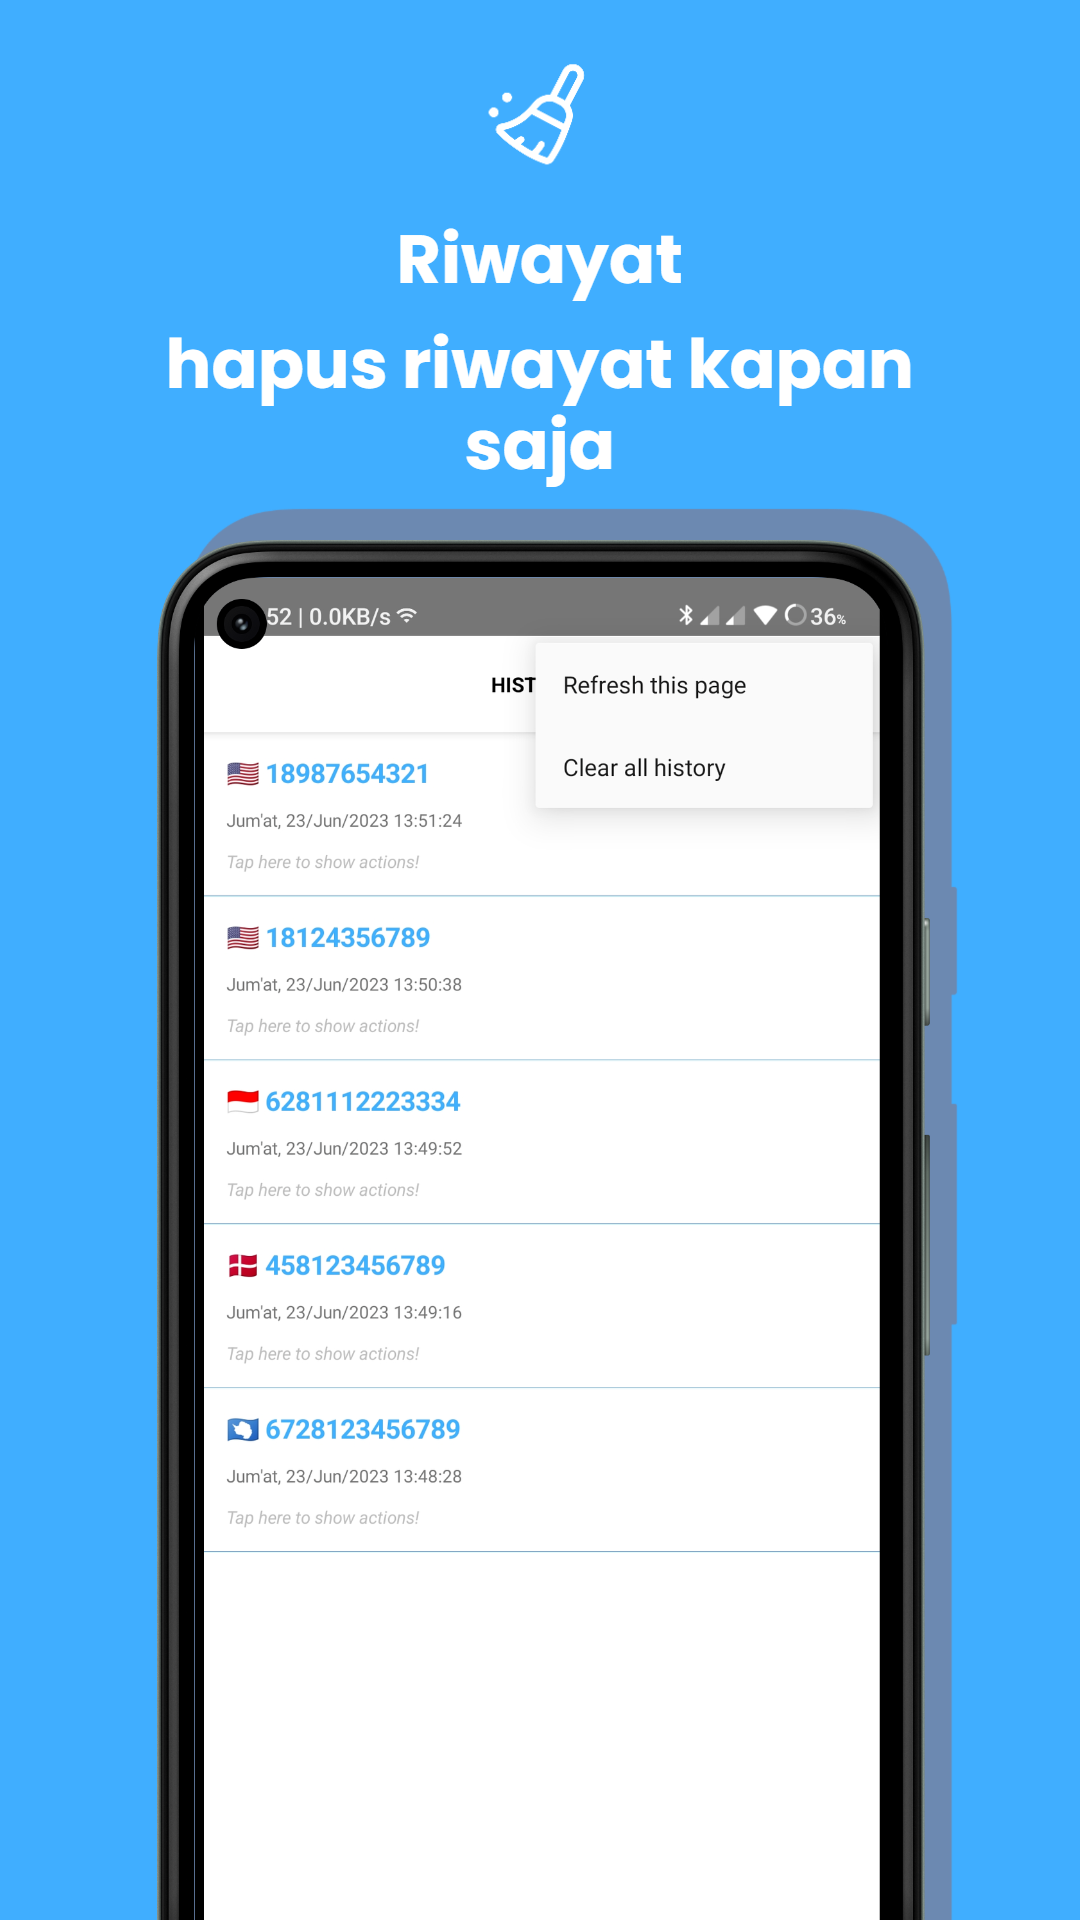 Riwayat
hapus riwayat kapan
saja
52 | 0.0KB/s 36%
HIST
Refresh this page
Clear all history
18987654321
Jum'at, 23/Jun/2023 13:51:24
Tap here to show actions!
18124356789
Jum'at, 23/Jun/2023 13:50:38
Tap here to show actions!
6281112223334
Jum'at, 23/Jun/2023 13:49:52
Tap here to show actions!
458123456789
Jum'at, 23/Jun/2023 13:49:16
Tap here to show actions!
6728123456789
Jum'at, 23/Jun/2023 13:48:28
Tap here to show actions!